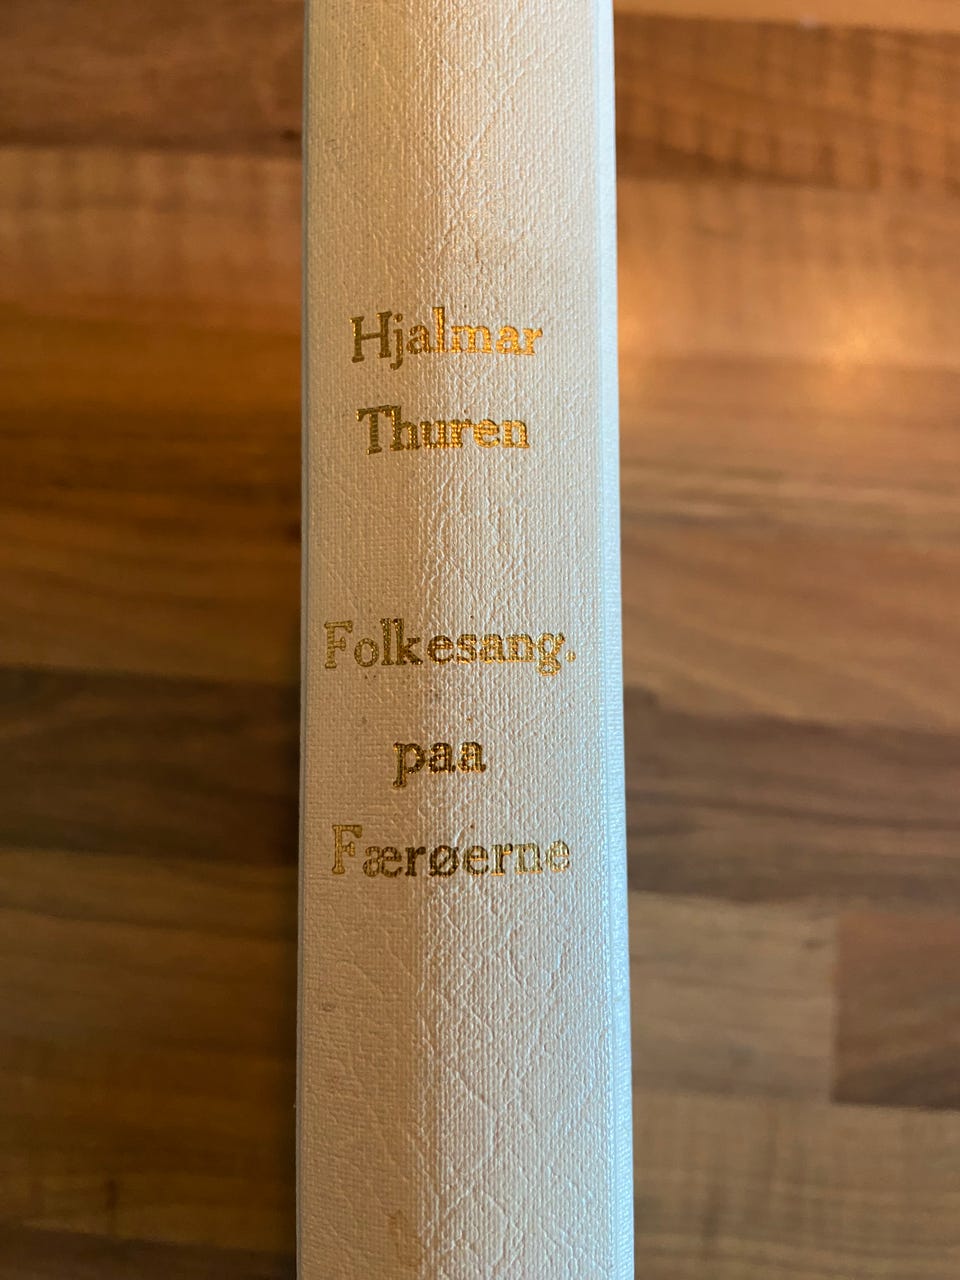 Hjalmar
Thuren
Folkesang.
paa
Færøerne